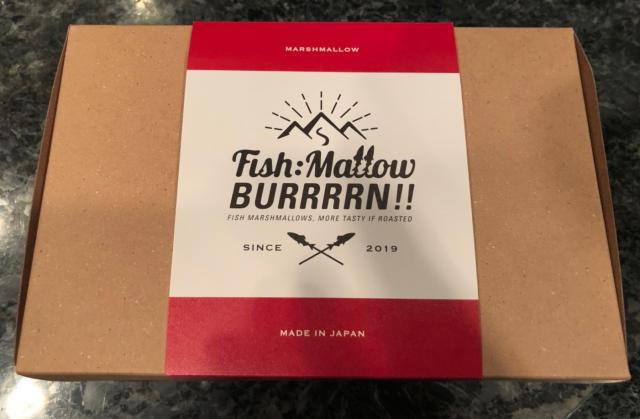 MARSHMALLOW
Fish:Mallow
BURRRRN!!
FISH MARSHMALLOWS, MORE TASTY IF ROASTED
SINCE 2019
MADE IN JAPAN